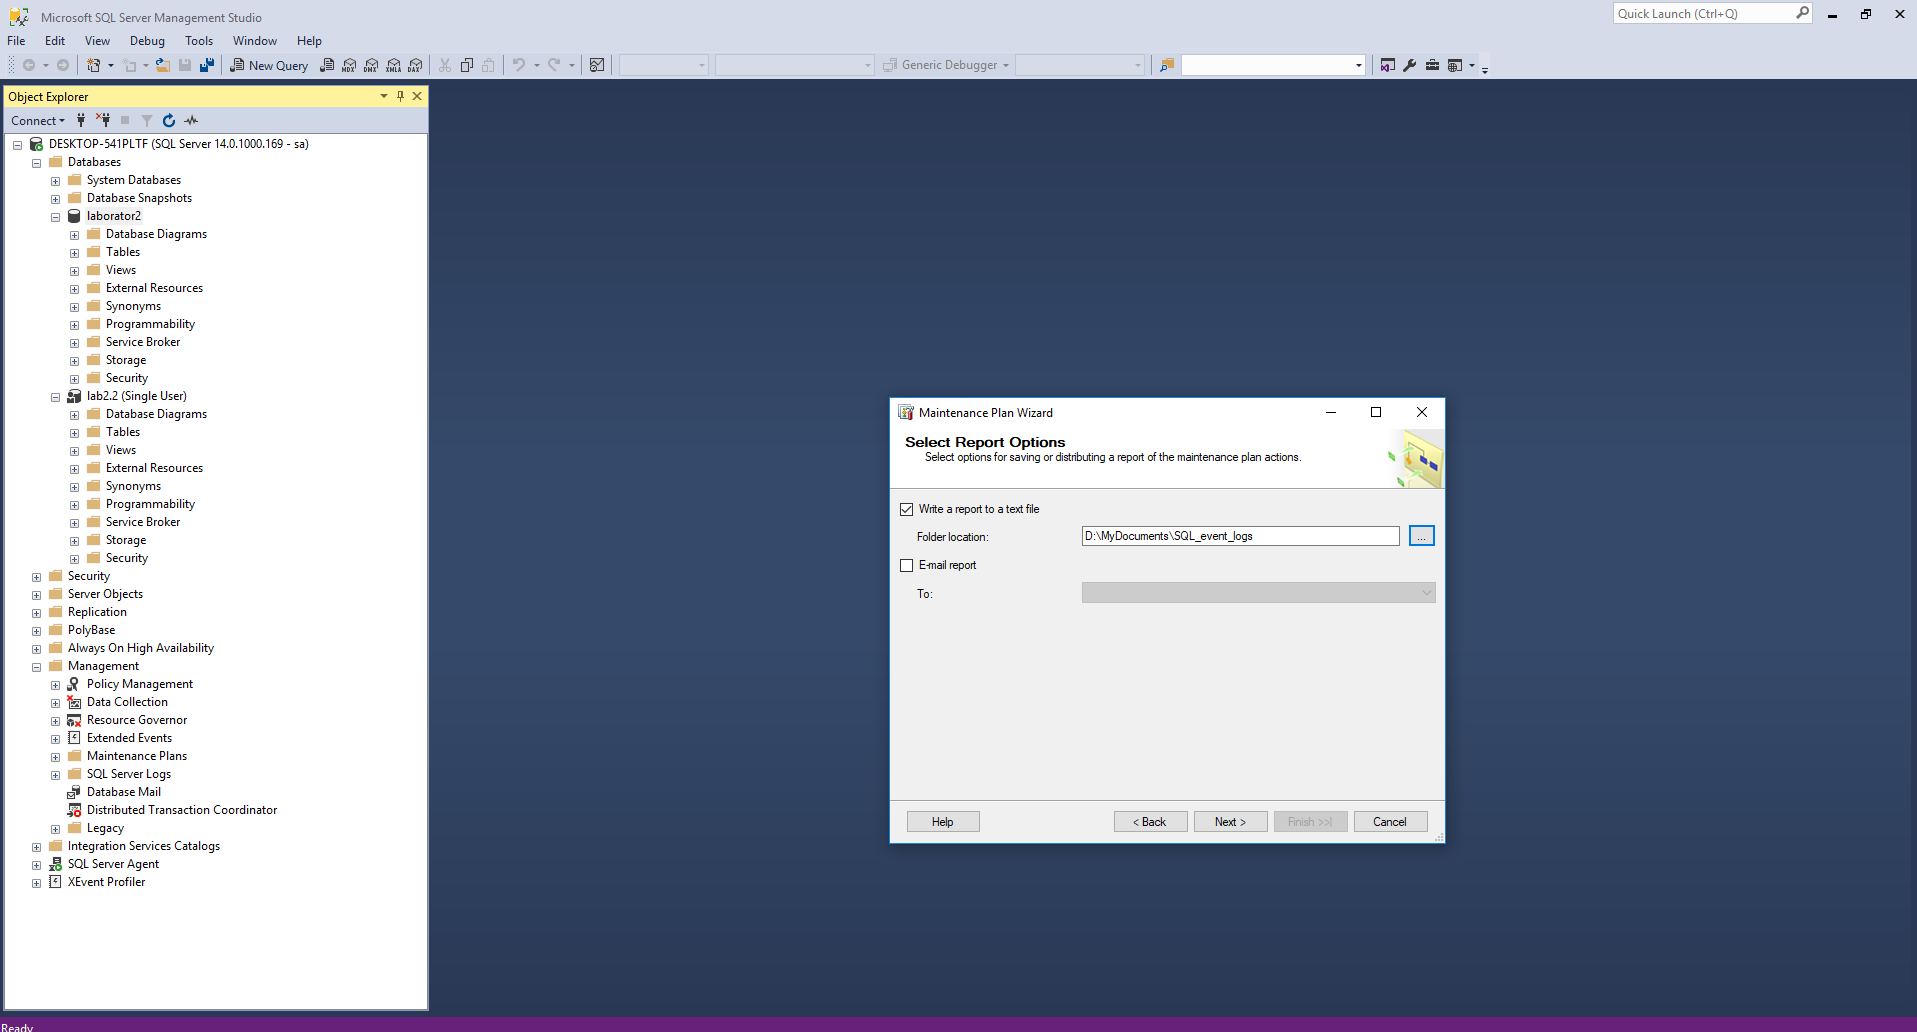 Microsoft SQL Server Management Studio
Quick Launch (Ctrl+Q)
File Edit View Debug Tools Window Help
New Query
MDX DMX XMLA DAX
Generic Debugger
Object Explorer
Connect
DESKTOP-541PLTF (SQL Server 14.0.1000.169 - sa)
Databases
System Databases
Database Snapshots
laborator2
Database Diagrams
Tables
Views
External Resources
Synonyms
Programmability
Service Broker
Storage
Security
lab2.2 (Single User)
Database Diagrams
Tables
Views
External Resources
Synonyms
Programmability
Service Broker
Storage
Security
Security
Server Objects
Replication
PolyBase
Always On High Availability
Management
Policy Management
Data Collection
Resource Governor
Extended Events
Maintenance Plans
SQL Server Logs
Database Mail
Distributed Transaction Coordinator
Legacy
Integration Services Catalogs
SQL Server Agent
XEvent Profiler
Maintenance Plan Wizard
Select Report Options
Select options for saving or distributing a report of the maintenance plan actions.
Write a report to a text file
Folder location: D:\MyDocuments\SQL_event_logs ...
E-mail report
To:
Help < Back Next > Finish >>| Cancel
Ready